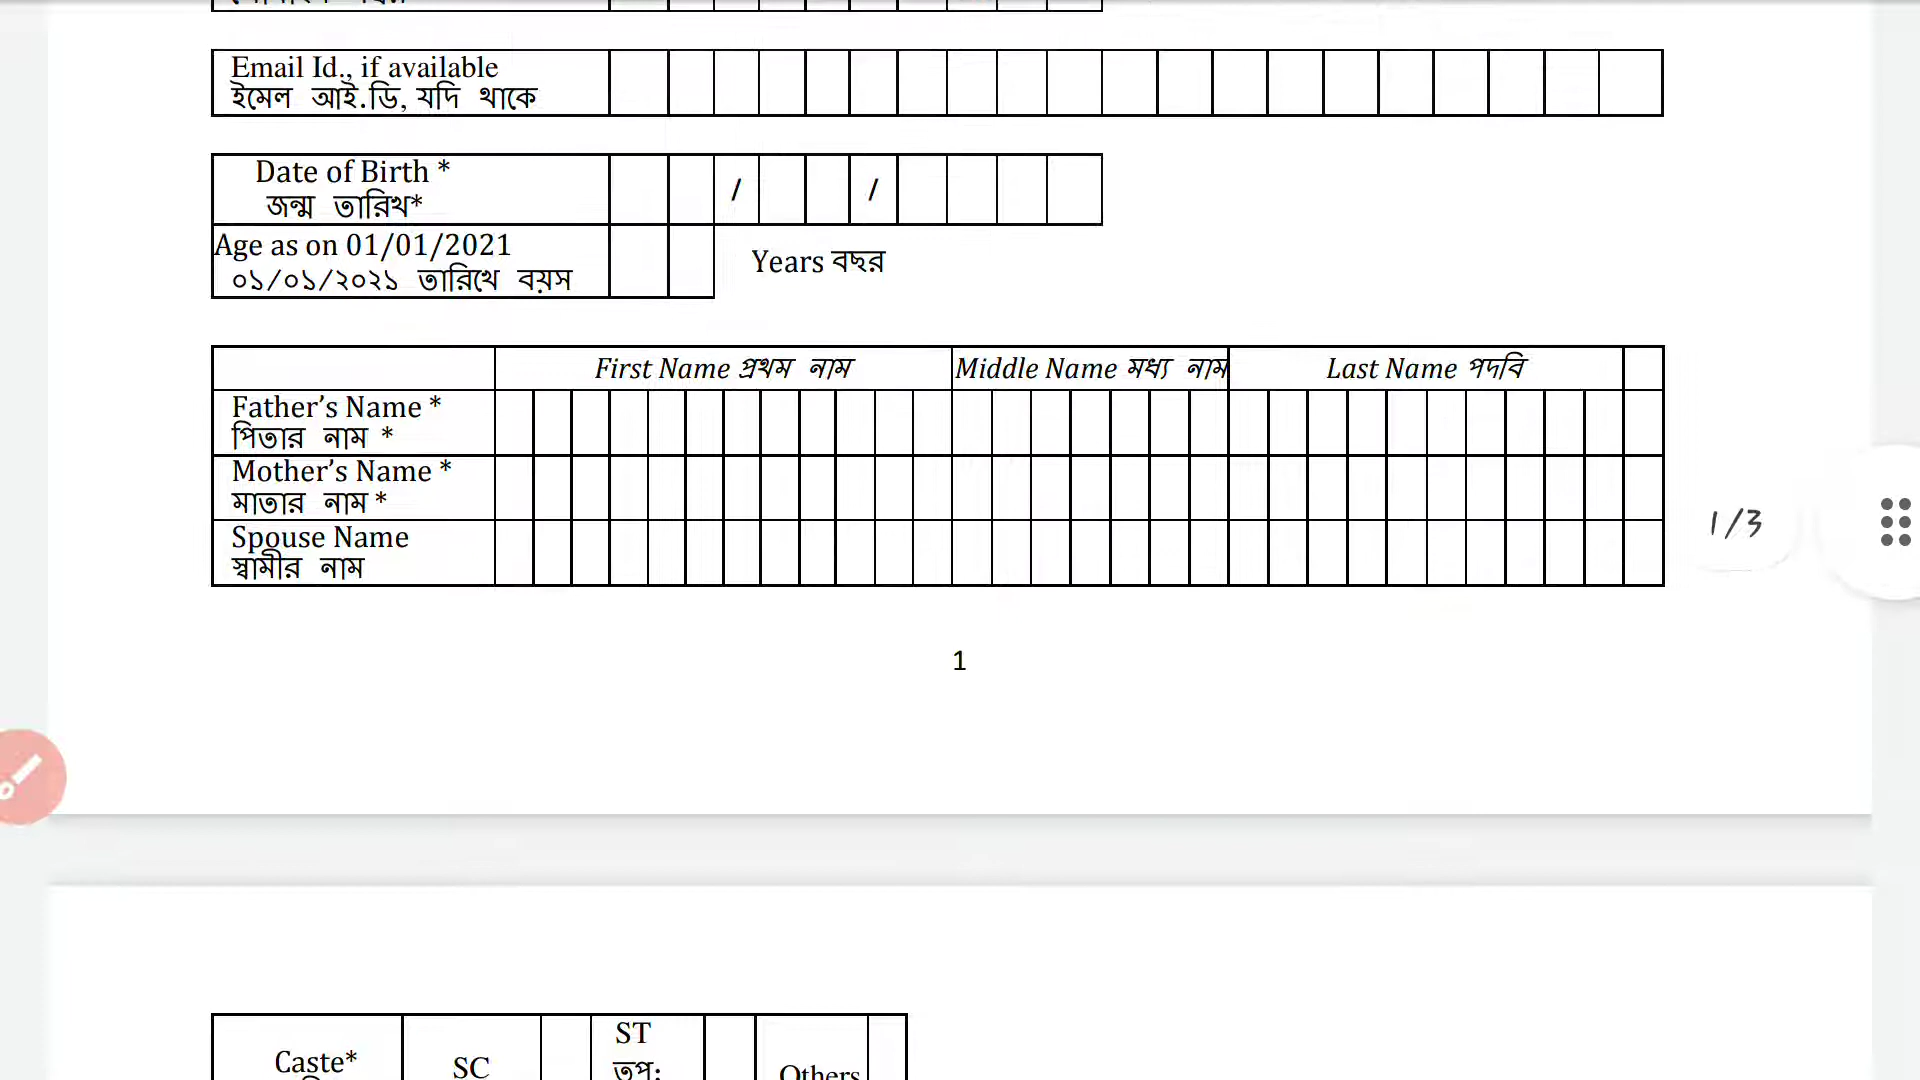 Email Id., if available
ইমেল আই.ডি, যদি থাকে
Date of Birth *
জন্ম তারিখ*
/ /
Age as on 01/01/2021
০১/০১/২০২১ তারিখে বয়স
Years বছর
First Name প্রথম নাম Middle Name মধ্য নাম Last Name পদবি
Father’s Name *
পিতার নাম *
Mother’s Name *
মাতার নাম *
Spouse Name
স্বামীর নাম
1/3
1
Caste* SC ST Others
তপ: